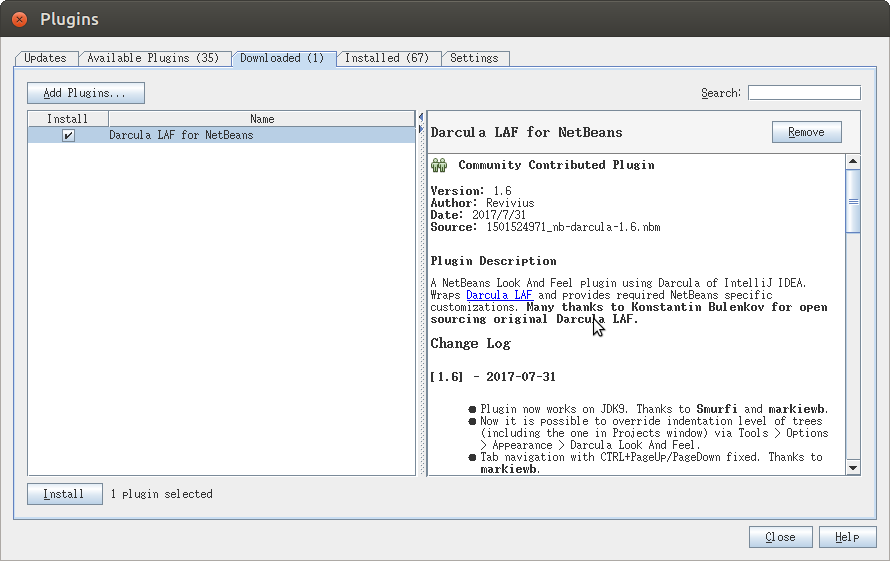 Plugins
Updates
Available Plugins (35)
Downloaded (1)
Installed (67)
Settings
Add Plugins...
Search:
Install
Name
Darcula LAF for NetBeans
Darcula LAF for NetBeans
Remove
Community Contributed Plugin
Version: 1.6
Author: Revivius
Date: 2017/7/31
Source: 1501524971_nb-darcula-1.6.nbm
Plugin Description
A NetBeans Look And Feel plugin using Darcula of IntelliJ IDEA.
Wraps Darcula LAF and provides required NetBeans specific
customizations. Many thanks to Konstantin Bulenkov for open
sourcing original Darcula LAF.
Change Log
[1.6] - 2017-07-31
Plugin now works on JDK9. Thanks to Smurfi and markiewb.
Now it is possible to override indentation level of trees
(including the one in Projects window) via Tools > Options
> Appearance > Darcula Look And Feel.
Tab navigation with CTRL+PageUp/PageDown fixed. Thanks to
markiewb.
Install
1 plugin selected
Close
Help